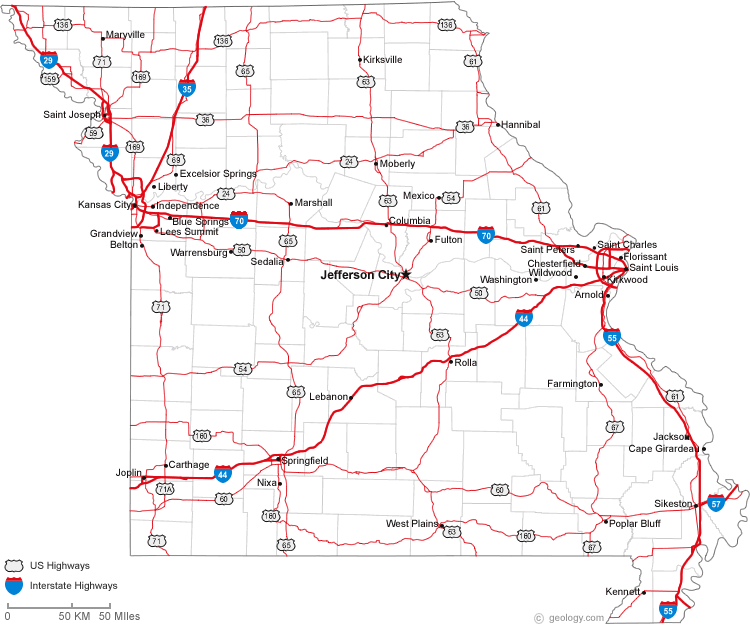 136
Maryville
136
136
29
71
61
Kirksville
159
169
65
63
35
Saint Joseph
36
36
Hannibal
59
169
29
69
24
Moberly
Excelsior Springs
Liberty
24
63
Mexico
54
Kansas City
Independence
Marshall
61
Blue Springs
70
Columbia
70
Grandview
Lees Summit
Fulton
Saint Peters
Saint Charles
Belton
65
Florissant
Warrensburg
50
Sedalia
Chesterfield
Saint Louis
Jefferson City
Washington
Wildwood
Kirkwood
50
Arnold
71
44
63
55
Rolla
54
Farmington
65
Lebanon
61
67
160
Jackson
Cape Girardeau
Springfield
Carthage
Joplin
44
Nixa
71A
60
60
Sikeston
57
160
West Plains
63
Poplar Bluff
160
71
65
67
US Highways
Interstate Highways
Kennett
55
0 50 KM 50 MIles
© geology.com